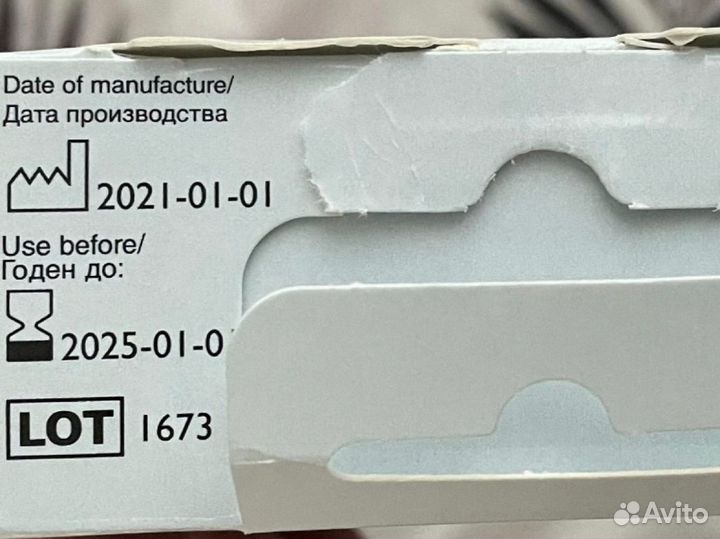 Date of manufacture/
Дата производства
2021-01-01
Use before/
Годен до:
2025-01-0
LOT 1673
Avito